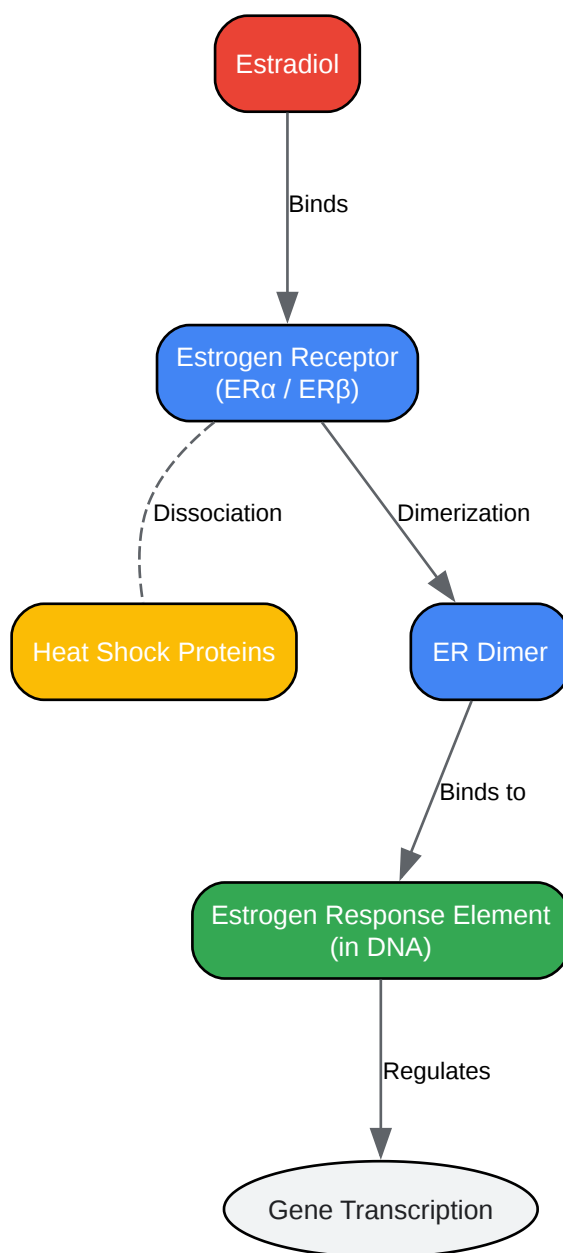 Estradiol
Binds
Estrogen Receptor
(ERα / ERβ)
Dissociation
Dimerization
Heat Shock Proteins
ER Dimer
Binds to
Estrogen Response Element
(in DNA)
Regulates
Gene Transcription